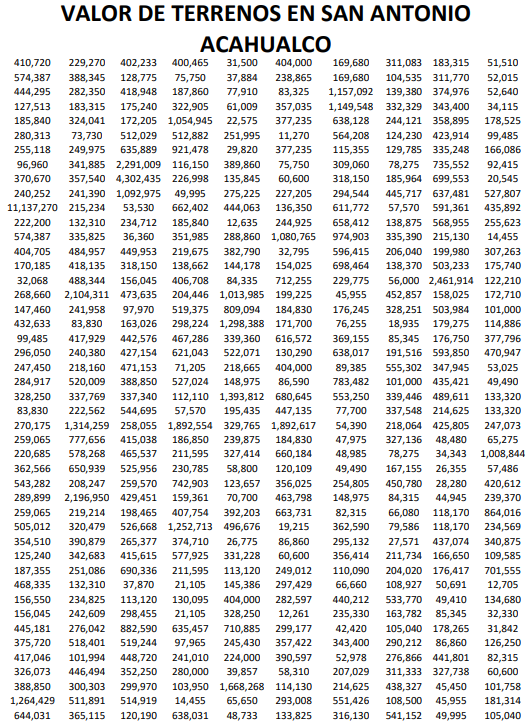 VALOR DE TERRENOS EN SAN ANTONIO
ACAHUALCO
410,720 229,270 402,233 400,465 31,500 404,000 169,680 311,083 183,315 51,510
574,387 388,345 128,775 75,750 37,884 238,865 169,680 104,535 311,770 52,015
444,295 282,350 418,948 187,860 77,910 83,325 1,157,092 139,380 374,976 52,640
127,513 183,315 175,240 322,905 61,009 357,035 1,149,548 332,329 343,400 34,115
185,840 324,041 172,205 1,054,945 22,575 377,235 638,128 244,121 358,895 178,525
280,313 73,730 512,029 512,882 251,995 11,270 564,208 124,230 423,914 99,485
255,118 249,975 635,889 921,478 29,820 377,235 115,355 129,785 335,248 166,086
96,960 341,885 2,291,009 116,150 389,860 75,750 309,060 78,275 735,552 92,415
370,670 357,540 4,302,435 226,998 135,845 60,600 318,150 185,964 699,553 20,545
240,252 241,390 1,092,975 49,995 275,225 227,205 294,544 445,717 637,481 527,807
11,137,270 215,234 53,530 662,402 444,063 136,350 611,772 57,570 591,361 435,892
222,200 132,310 234,712 185,840 12,635 244,925 658,412 138,875 568,955 255,623
574,387 335,825 36,360 351,985 288,860 1,080,765 974,903 335,390 215,130 14,455
404,705 484,957 449,953 219,675 382,790 32,795 596,415 206,040 199,980 307,263
170,185 418,135 318,150 138,662 144,178 154,025 698,464 138,370 503,233 175,740
32,068 488,344 156,045 406,708 84,335 712,255 229,775 56,000 2,461,914 122,210
268,660 2,104,311 473,635 204,446 1,013,985 199,225 45,955 452,857 158,025 172,710
147,460 241,958 97,970 519,375 809,094 184,830 176,245 328,251 503,984 101,000
432,633 83,830 163,026 298,224 1,298,388 171,700 76,255 18,935 179,275 114,886
99,485 417,929 442,576 467,286 339,360 616,572 369,155 85,345 176,750 377,796
296,050 240,380 427,154 621,043 522,071 130,290 638,017 191,516 593,850 470,947
247,450 218,160 471,153 71,205 218,665 404,000 89,385 555,302 347,945 53,025
284,917 520,009 388,850 527,024 148,975 86,590 783,482 101,000 435,421 49,490
328,250 337,769 337,340 112,110 1,393,812 680,645 553,250 339,446 489,611 133,320
83,830 222,562 544,695 57,570 195,435 447,135 77,700 337,548 214,625 133,320
270,175 1,314,259 258,055 1,892,554 329,765 1,892,617 54,390 218,064 425,805 247,073
259,065 777,656 415,038 186,850 239,875 184,830 47,975 327,136 48,480 65,275
220,685 578,268 465,537 211,595 327,414 660,184 48,985 78,275 34,343 1,008,844
362,566 650,939 525,956 230,785 58,800 120,109 49,490 167,155 26,355 57,486
543,282 208,247 259,570 742,903 123,657 356,025 254,805 450,780 28,280 420,612
289,899 2,196,950 429,451 159,361 70,700 463,798 148,975 84,315 44,945 239,370
259,065 219,214 198,465 407,754 392,203 663,731 82,315 66,080 118,170 864,016
505,012 320,479 526,668 1,252,713 496,676 19,215 362,590 79,586 118,170 234,569
354,510 390,879 265,377 374,710 26,775 86,860 295,132 27,571 437,074 340,875
125,240 342,683 415,615 577,925 331,228 60,600 356,414 211,734 166,650 109,585
187,355 251,086 690,336 211,595 113,120 249,012 110,090 204,020 176,417 701,555
468,335 132,310 37,870 21,105 145,386 297,429 66,660 108,927 50,691 12,705
156,550 234,825 113,120 130,095 404,000 282,597 440,212 533,770 49,410 134,680
156,045 242,609 298,455 21,105 328,250 12,261 235,330 163,782 85,345 32,330
445,181 276,042 882,590 635,457 710,885 299,177 42,420 105,040 178,265 31,842
375,720 518,401 519,244 97,965 245,430 357,422 343,400 290,212 86,860 126,250
417,046 101,994 448,720 241,010 224,000 390,597 52,978 276,866 441,801 82,315
326,073 446,494 352,250 280,000 39,857 58,310 207,029 311,333 327,738 60,600
388,850 300,303 299,970 103,950 1,668,268 114,130 214,625 438,327 45,450 101,758
1,264,429 511,891 514,919 14,455 65,650 293,008 551,426 108,500 45,955 181,314
644,031 365,115 120,190 638,031 48,733 133,825 316,130 541,152 49,995 105,040